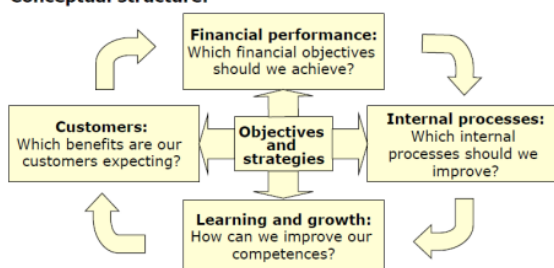 Conceptual Structure:
Financial performance:
Which financial objectives
should we achieve?
Customers:
Which benefits are our
customers expecting?
Objectives
and
strategies
Internal processes:
Which internal
processes should we
improve?
Learning and growth:
How can we improve our
competences?